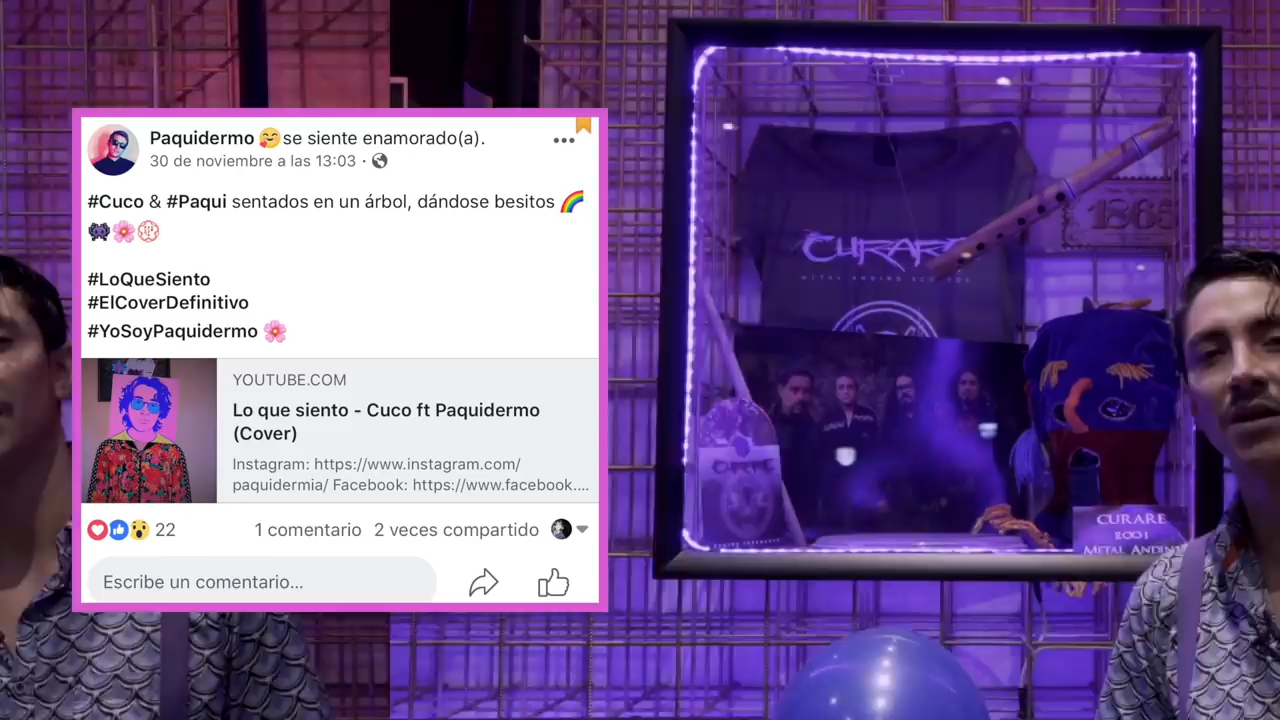 Paquidermo 🥰 se siente enamorado(a).
30 de noviembre a las 13:03 ·
#Cuco & #Paqui sentados en un árbol, dándose besitos 🌈
👾🌸💮
#LoQueSiento
#ElCoverDefinitivo
#YoSoyPaquidermo 🌸
YOUTUBE.COM
Lo que siento - Cuco ft Paquidermo
(Cover)
Instagram: https://www.instagram.com/
paquidermia/ Facebook: https://www.facebook....
22 1 comentario 2 veces compartido
Escribe un comentario...
CURARE
1865
CURARE
2001
METAL ANDINO